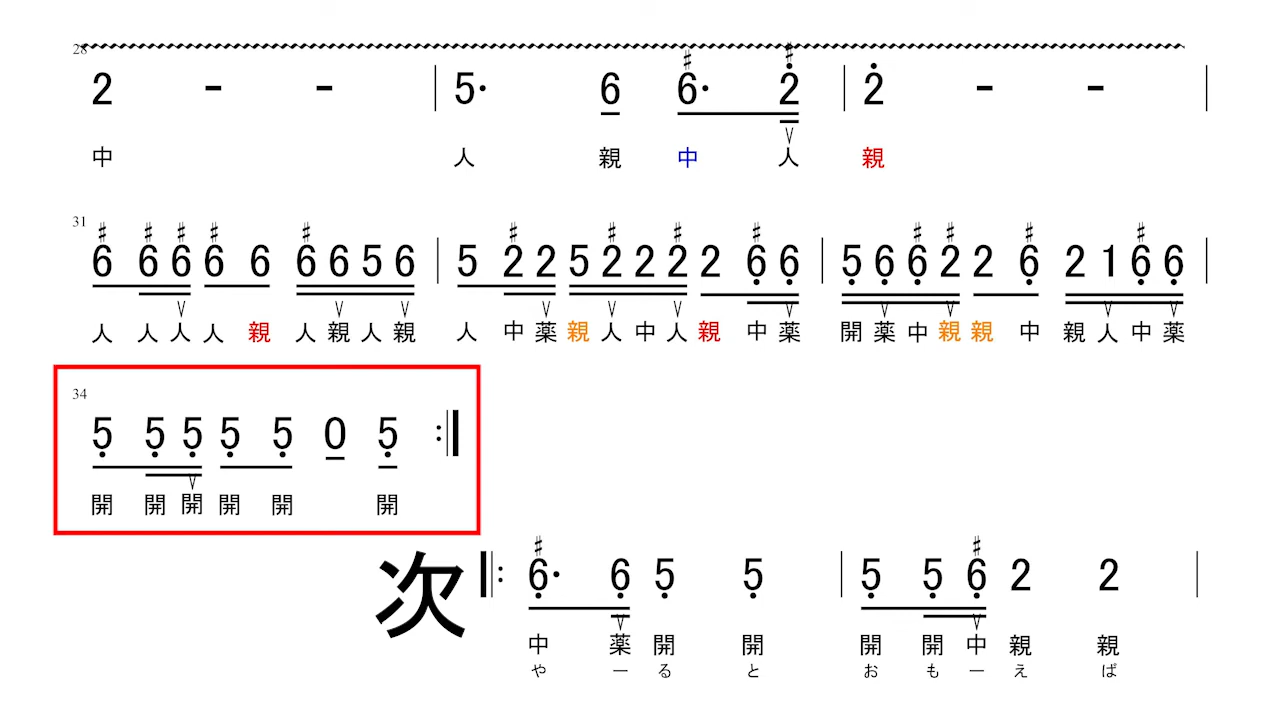 28
2 - - | 5· 6 ♯6· ♯2̇ | 2̇ - - |
中 人 親 中 人 親
31
♯6 ♯6 ♯6 ♯6 6 ♯6 6 5 6 | 5 ♯2 2 5 ♯2 2 ♯2 2 ♯6̣ 6̣ | 5̣ 6̣ ♯6̣ ♯2 2 ♯6̣ 2 1 ♯6̣ 6̣ |
∨ ∨ ∨ ∨ ∨ ∨ ∨ ∨ ∨ ∨ ∨
人 人 人 人 親 人 親 人 親 人 中 薬 親 人 中 人 親 中 薬 開 薬 中 親 親 中 親 人 中 薬
34
5̣ 5̣ 5̣ 5̣ 5̣ 0 5̣ :‖
∨
開 開 開 開 開 開
次 ‖: ♯6̣· 6̣ 5̣ 5̣ | 5̣ 5̣ ♯6̣ 2 2 |
∨ ∨
中 薬 開 開 開 開 中 親 親
や ー る と お も ー え ば